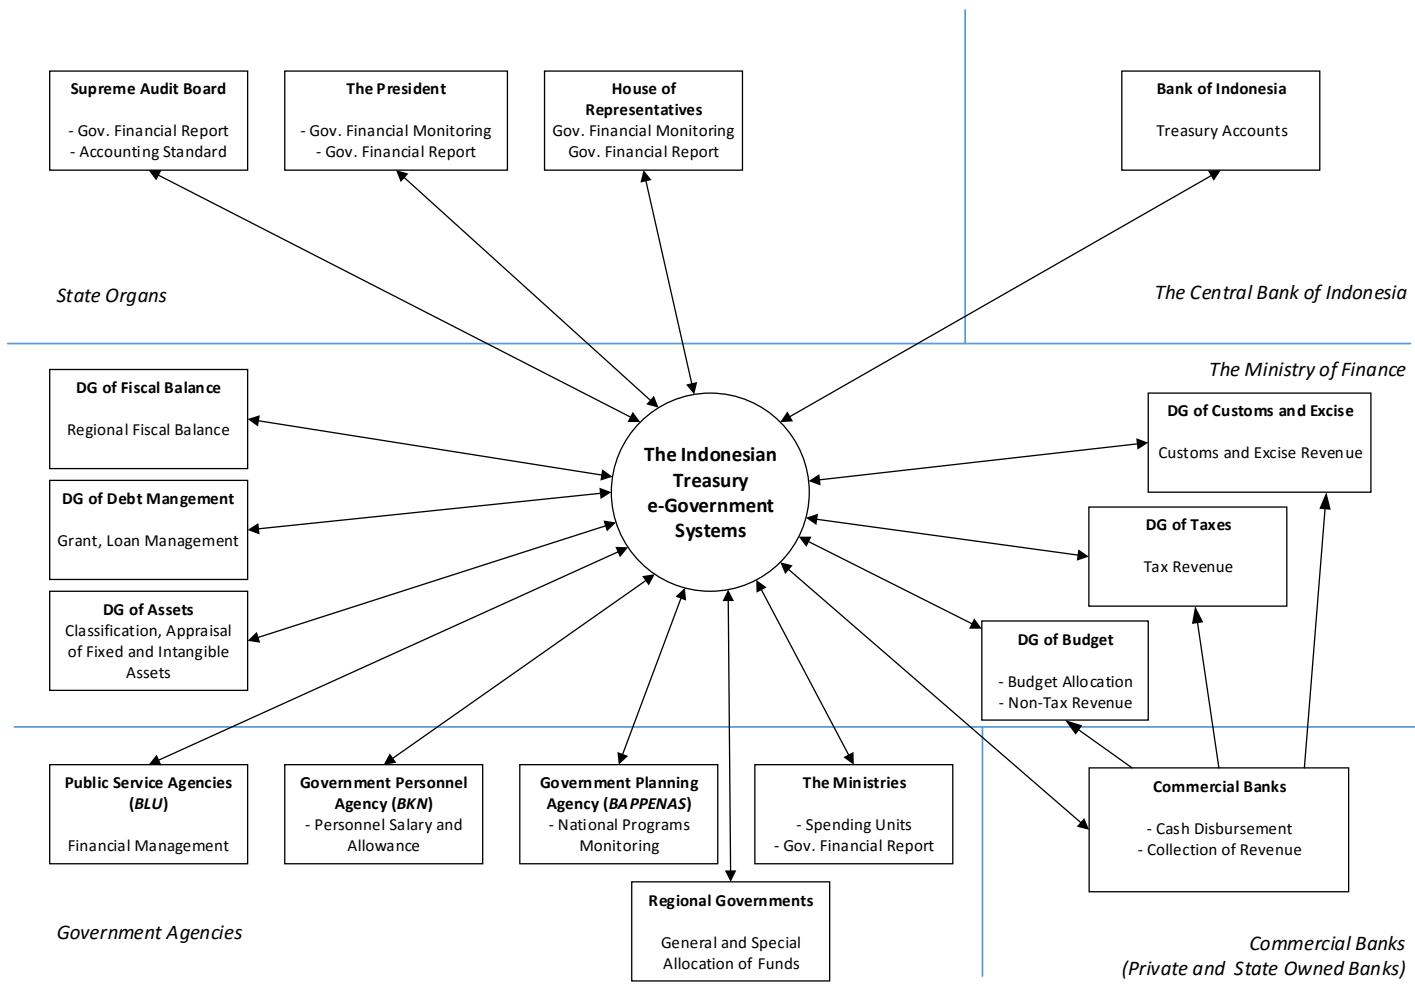 Supreme Audit Board
- Gov. Financial Report
- Accounting Standard
The President
- Gov. Financial Monitoring
- Gov. Financial Report
House of
Representatives
Gov. Financial Monitoring
Gov. Financial Report
Bank of Indonesia
Treasury Accounts
State Organs
The Central Bank of Indonesia
The Ministry of Finance
DG of Fiscal Balance
Regional Fiscal Balance
DG of Debt Mangement
Grant, Loan Management
DG of Assets
Classification, Appraisal
of Fixed and Intangible
Assets
The Indonesian
Treasury
e-Government
Systems
DG of Customs and Excise
Customs and Excise Revenue
DG of Taxes
Tax Revenue
DG of Budget
- Budget Allocation
- Non-Tax Revenue
Public Service Agencies
(BLU)
Financial Management
Government Personnel
Agency (BKN)
- Personnel Salary and
Allowance
Government Planning
Agency (BAPPENAS)
- National Programs
Monitoring
The Ministries
- Spending Units
- Gov. Financial Report
Commercial Banks
- Cash Disbursement
- Collection of Revenue
Regional Governments
General and Special
Allocation of Funds
Government Agencies
Commercial Banks
(Private and State Owned Banks)